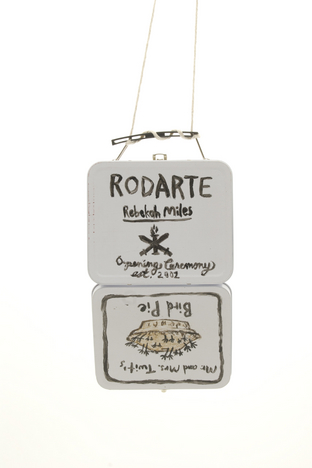 RODARTE
Rebekah Miles
Opening Ceremony
est. 2002
Mr. and Mrs. Twit's
Bird Pie